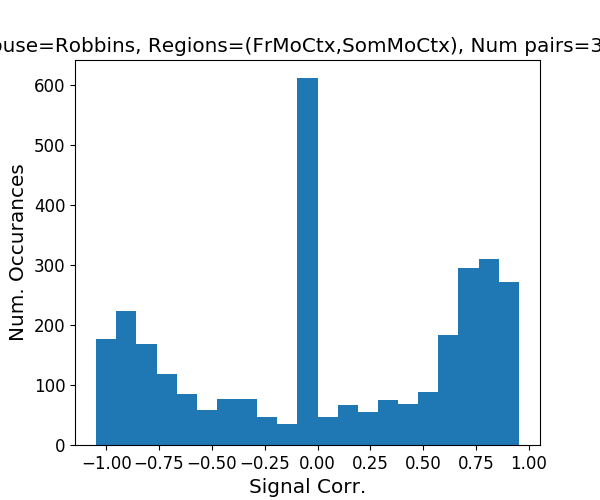 ouse=Robbins, Regions=(FrMoCtx,SomMoCtx), Num pairs=3
600
500
400
300
200
100
0
Num. Occurances
−1.00 −0.75 −0.50 −0.25 0.00 0.25 0.50 0.75 1.00
Signal Corr.